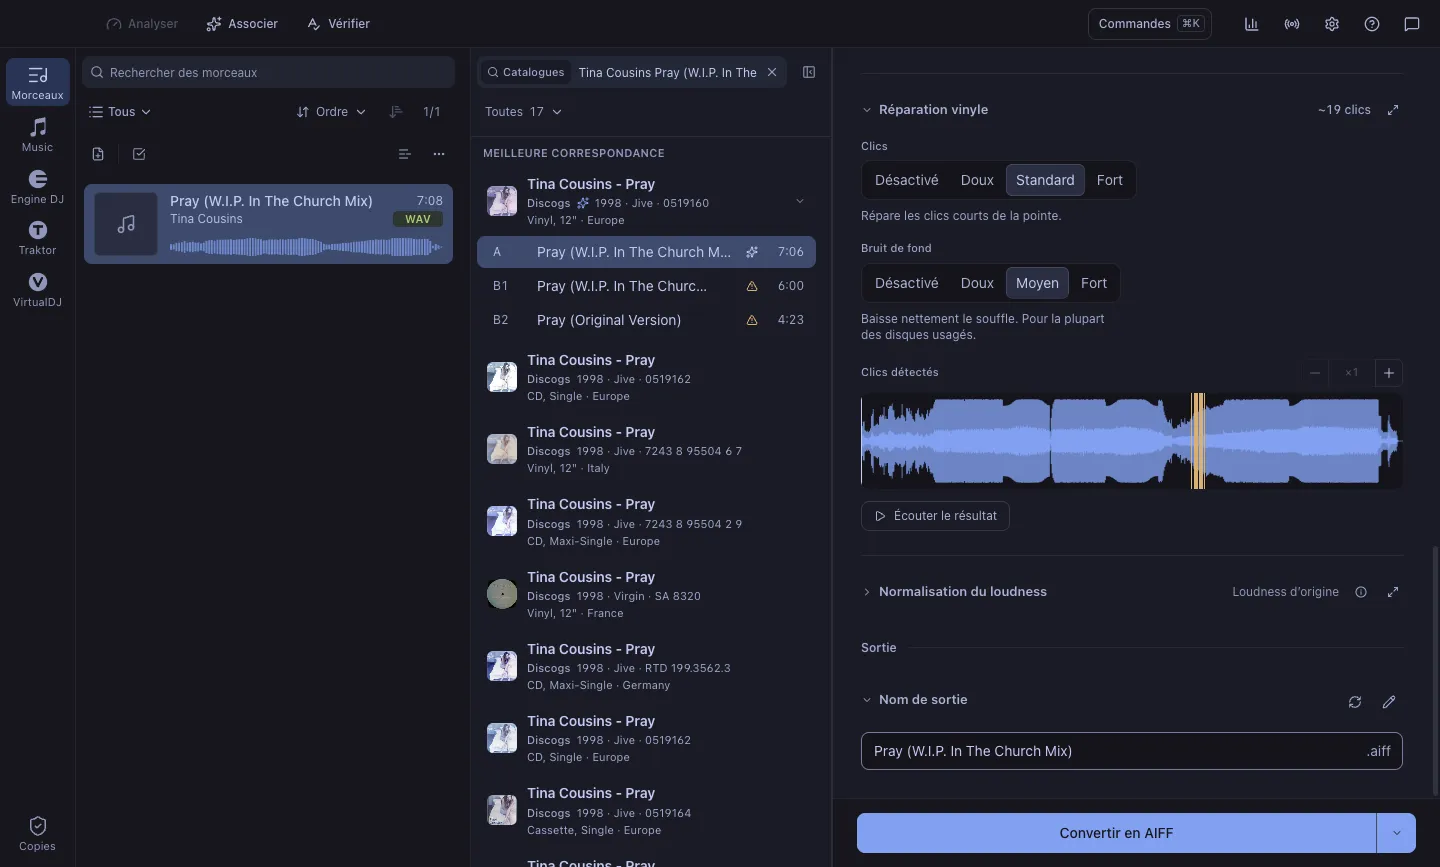 Analyser
Associer
Vérifier
Commandes ⌘K
Morceaux
Music
Engine DJ
Traktor
VirtualDJ
Copies
Rechercher des morceaux
Tous
Ordre
1/1
Pray (W.I.P. In The Church Mix) 7:08
Tina Cousins WAV
Catalogues Tina Cousins Pray (W.I.P. In The
Toutes 17
MEILLEURE CORRESPONDANCE
Tina Cousins - Pray
Discogs 1998 · Jive · 0519160
Vinyl, 12" · Europe
A Pray (W.I.P. In The Church M... 7:06
B1 Pray (W.I.P. In The Churc... 6:00
B2 Pray (Original Version) 4:23
Tina Cousins - Pray
Discogs 1998 · Jive · 0519162
CD, Single · Europe
Tina Cousins - Pray
Discogs 1998 · Jive · 7243 8 95504 6 7
Vinyl, 12" · Italy
Tina Cousins - Pray
Discogs 1998 · Jive · 7243 8 95504 2 9
CD, Maxi-Single · Europe
Tina Cousins - Pray
Discogs 1998 · Virgin · SA 8320
Vinyl, 12" · France
Tina Cousins - Pray
Discogs 1998 · Jive · RTD 199.3562.3
CD, Maxi-Single · Germany
Tina Cousins - Pray
Discogs 1998 · Jive · 0519162
CD, Single · Europe
Tina Cousins - Pray
Discogs 1998 · Jive · 0519164
Cassette, Single · Europe
Tina Cousins - Pray
Réparation vinyle ~19 clics
Clics
Désactivé Doux Standard Fort
Répare les clics courts de la pointe.
Bruit de fond
Désactivé Doux Moyen Fort
Baisse nettement le souffle. Pour la plupart
des disques usagés.
Clics détectés ×1
Écouter le résultat
Normalisation du loudness Loudness d'origine
Sortie
Nom de sortie
Pray (W.I.P. In The Church Mix) .aiff
Convertir en AIFF